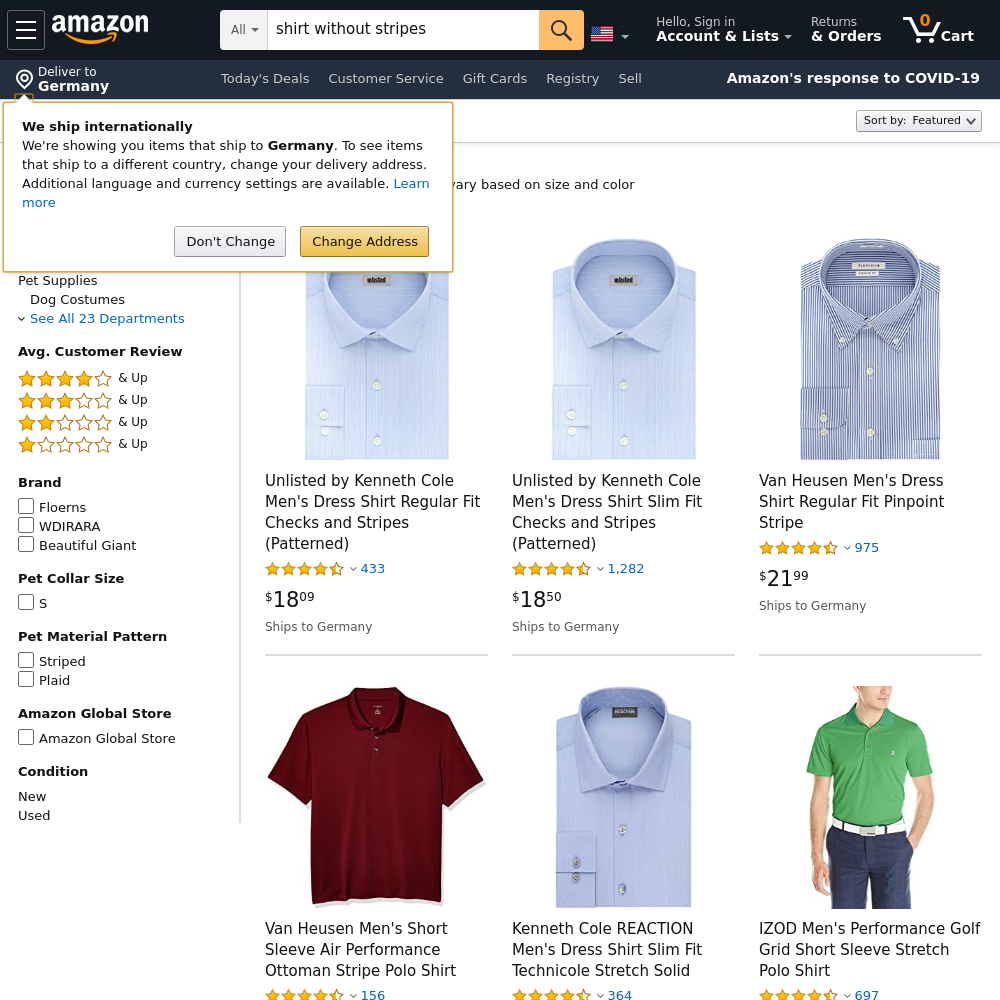 amazon
All
shirt without stripes
Hello, Sign in
Account & Lists
Returns
& Orders
0
Cart
Deliver to
Germany
Today's Deals
Customer Service
Gift Cards
Registry
Sell
Amazon's response to COVID-19
We ship internationally
We're showing you items that ship to Germany. To see items
that ship to a different country, change your delivery address.
Additional language and currency settings are available. Learn
more
Don't Change
Change Address
Sort by: Featured
vary based on size and color
Pet Supplies
Dog Costumes
See All 23 Departments
Avg. Customer Review
& Up
& Up
& Up
& Up
Brand
Floerns
WDIRARA
Beautiful Giant
Pet Collar Size
S
Pet Material Pattern
Striped
Plaid
Amazon Global Store
Amazon Global Store
Condition
New
Used
unlisted
Unlisted by Kenneth Cole
Men's Dress Shirt Regular Fit
Checks and Stripes
(Patterned)
433
$1809
Ships to Germany
unlisted
Unlisted by Kenneth Cole
Men's Dress Shirt Slim Fit
Checks and Stripes
(Patterned)
1,282
$1850
Ships to Germany
VAN HEUSEN
Van Heusen Men's Dress
Shirt Regular Fit Pinpoint
Stripe
975
$2199
Ships to Germany
Van Heusen Men's Short
Sleeve Air Performance
Ottoman Stripe Polo Shirt
156
REACTION
Kenneth Cole REACTION
Men's Dress Shirt Slim Fit
Technicole Stretch Solid
364
IZOD Men's Performance Golf
Grid Short Sleeve Stretch
Polo Shirt
697